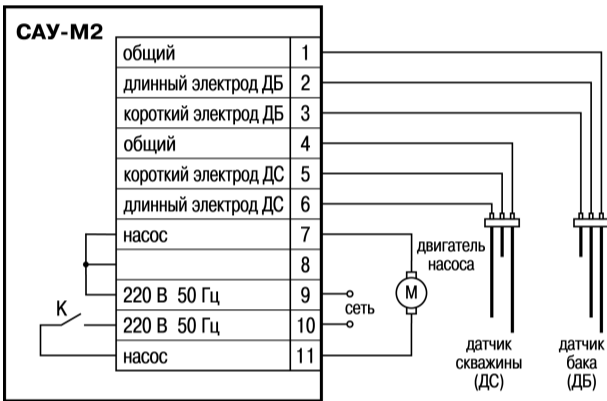 САУ-М2
общий 1
длинный электрод ДБ 2
короткий электрод ДБ 3
общий 4
короткий электрод ДС 5
длинный электрод ДС 6
насос 7
8
220 В 50 Гц 9
220 В 50 Гц 10
насос 11
К
сеть
двигатель
насоса
М
датчик
скважины
(ДС)
датчик
бака
(ДБ)